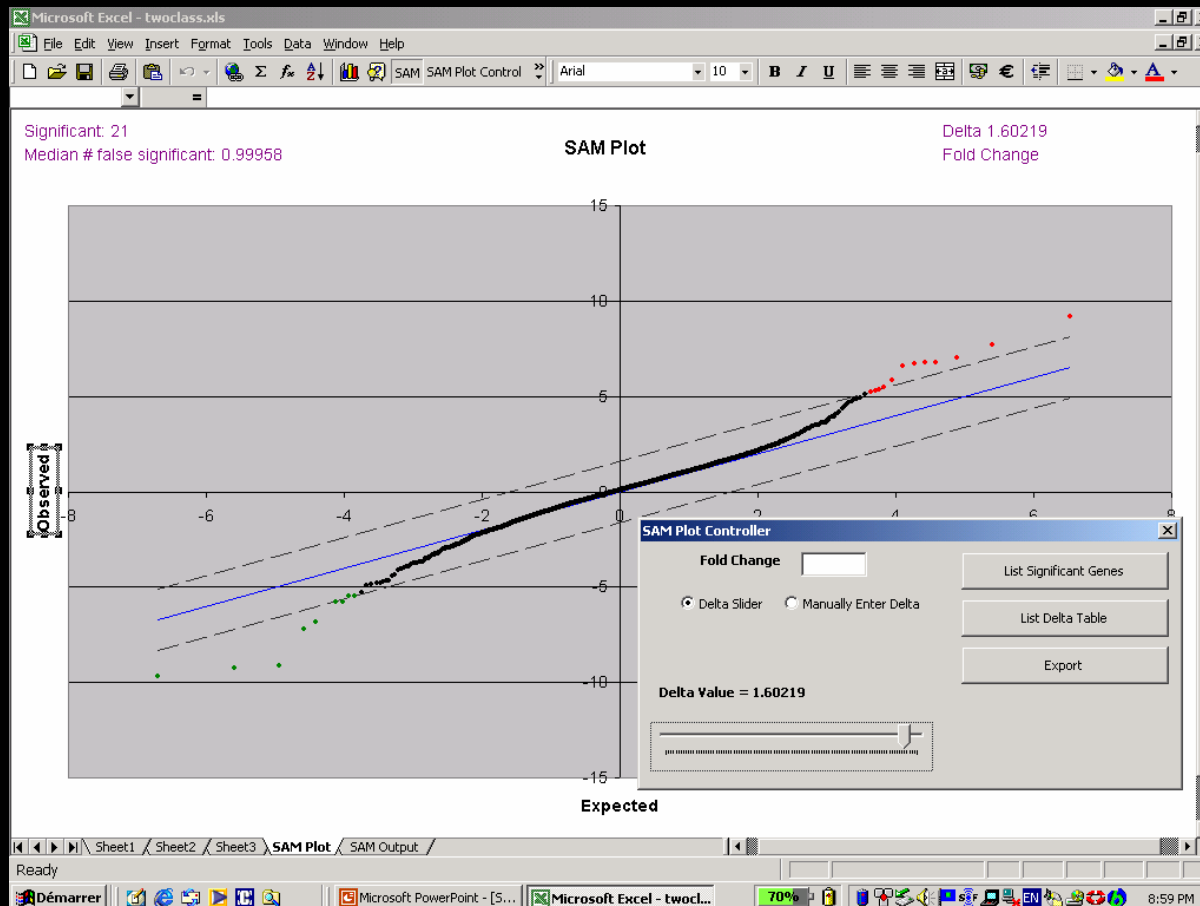 Microsoft Excel - twoclass.xls
File Edit View Insert Format Tools Data Window Help
SAM SAM Plot Control Arial 10 B I U €
=
Significant: 21
Median # false significant: 0.99958
SAM Plot
Delta 1.60219
Fold Change
15
10
5
0
-8 -6 -4 -2 0 2 4 6 8
-5
-10
-15
Observed
Expected
SAM Plot Controller
Fold Change
List Significant Genes
Delta Slider Manually Enter Delta
List Delta Table
Export
Delta Value = 1.60219
Sheet1 Sheet2 Sheet3 SAM Plot SAM Output
Ready
Démarrer Microsoft PowerPoint - [S... Microsoft Excel - twocl... 70% EN 8:59 PM